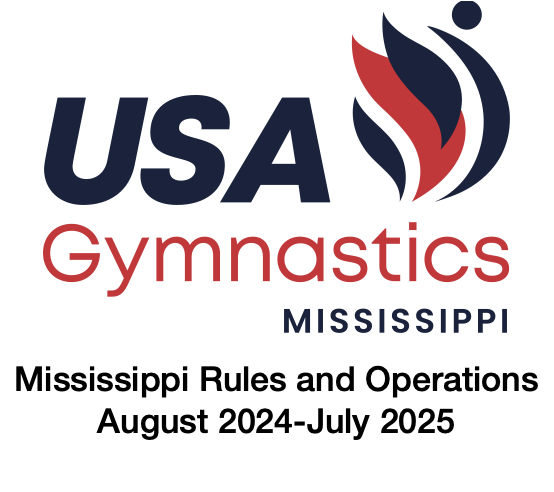 USA
Gymnastics
MISSISSIPPI
Mississippi Rules and Operations
August 2024-July 2025